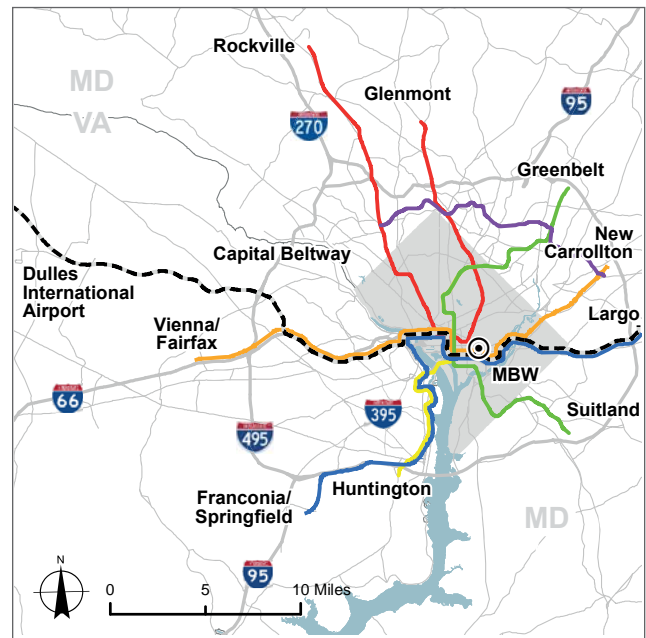 Rockville
MD
VA
Glenmont
95
270
Greenbelt
New
Carrollton
Capital Beltway
Dulles
International
Airport
Largo
Vienna/
Fairfax
MBW
66
395
Suitland
495
Huntington
Franconia/
Springfield
MD
95
N
0 5 10 Miles